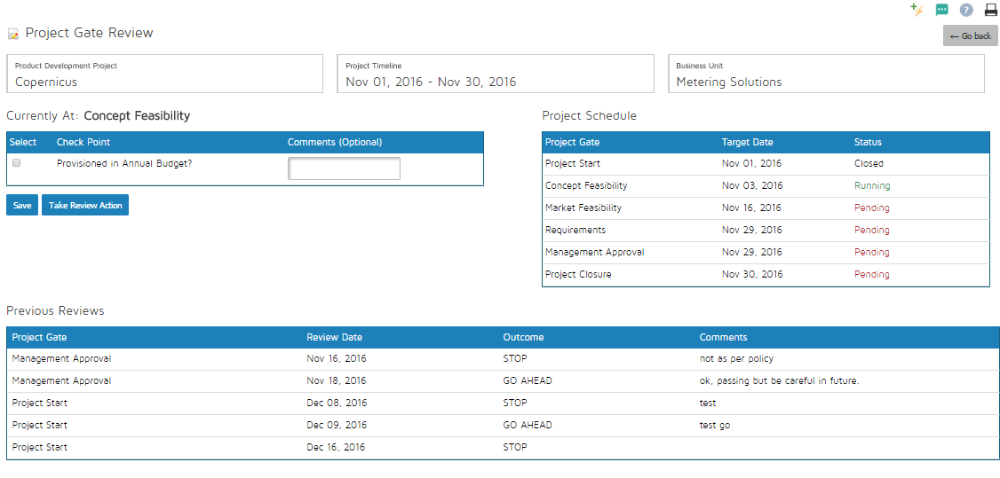 Project Gate Review
← Go back
Product Development Project
Copernicus
Project Timeline
Nov 01, 2016 - Nov 30, 2016
Business Unit
Metering Solutions
Currently At: Concept Feasibility
Select Check Point Comments (Optional)
Provisioned in Annual Budget?
Save Take Review Action
Project Schedule
Project Gate Target Date Status
Project Start Nov 01, 2016 Closed
Concept Feasibility Nov 03, 2016 Running
Market Feasibility Nov 16, 2016 Pending
Requirements Nov 29, 2016 Pending
Management Approval Nov 29, 2016 Pending
Project Closure Nov 30, 2016 Pending
Previous Reviews
Project Gate Review Date Outcome Comments
Management Approval Nov 16, 2016 STOP not as per policy
Management Approval Nov 18, 2016 GO AHEAD ok, passing but be careful in future.
Project Start Dec 08, 2016 STOP test
Project Start Dec 09, 2016 GO AHEAD test go
Project Start Dec 16, 2016 STOP